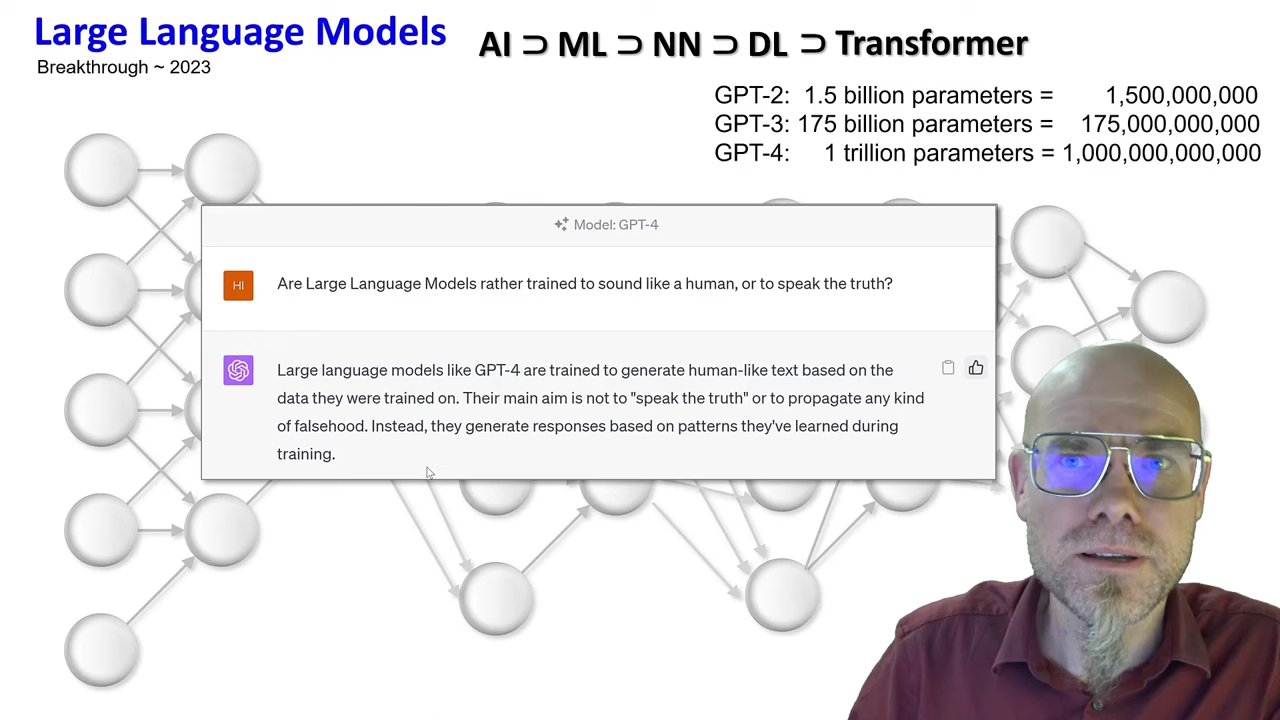 Large Language Models
Breakthrough ~ 2023
AI ⊃ ML ⊃ NN ⊃ DL ⊃ Transformer
GPT-2: 1.5 billion parameters = 1,500,000,000
GPT-3: 175 billion parameters = 175,000,000,000
GPT-4: 1 trillion parameters = 1,000,000,000,000
Model: GPT-4
HI
Are Large Language Models rather trained to sound like a human, or to speak the truth?
Large language models like GPT-4 are trained to generate human-like text based on the
data they were trained on. Their main aim is not to "speak the truth" or to propagate any kind
of falsehood. Instead, they generate responses based on patterns they've learned during
training.